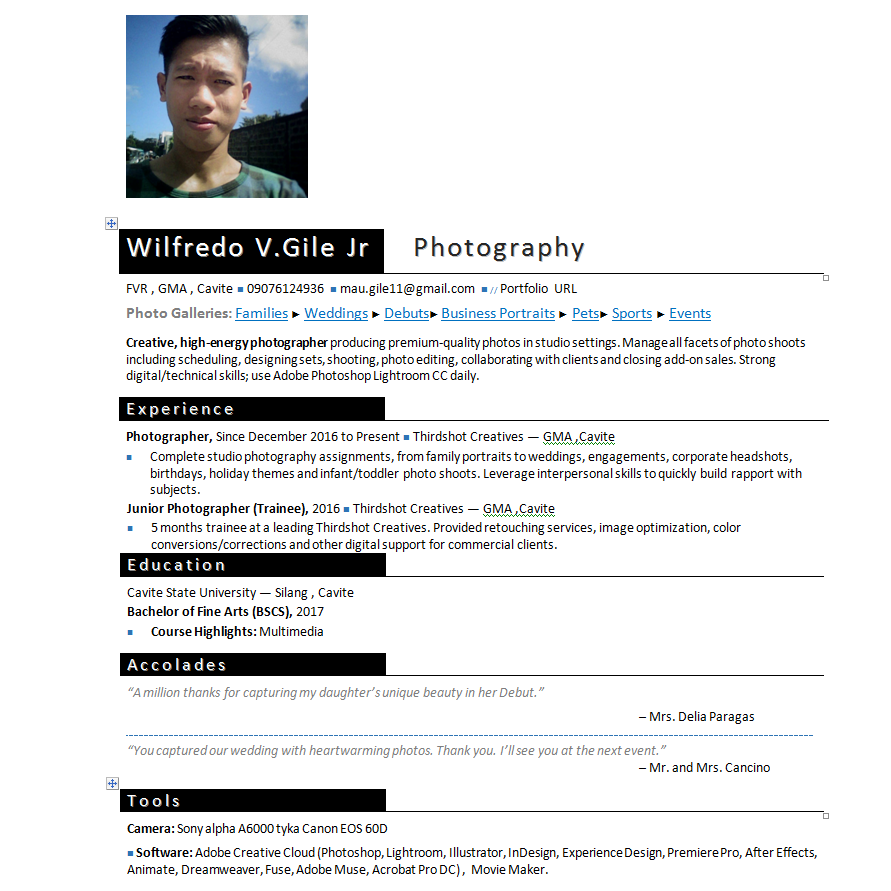 Wilfredo V.Gile Jr Photography
FVR , GMA , Cavite ■ 09076124936 ■ mau.gile11@gmail.com ■ // Portfolio URL
Photo Galleries: Families ► Weddings ► Debuts► Business Portraits ► Pets► Sports ► Events
Creative, high-energy photographer producing premium-quality photos in studio settings. Manage all facets of photo shoots
including scheduling, designing sets, shooting, photo editing, collaborating with clients and closing add-on sales. Strong
digital/technical skills; use Adobe Photoshop Lightroom CC daily.
Experience
Photographer, Since December 2016 to Present ■ Thirdshot Creatives — GMA ,Cavite
■ Complete studio photography assignments, from family portraits to weddings, engagements, corporate headshots,
birthdays, holiday themes and infant/toddler photo shoots. Leverage interpersonal skills to quickly build rapport with
subjects.
Junior Photographer (Trainee), 2016 ■ Thirdshot Creatives — GMA ,Cavite
■ 5 months trainee at a leading Thirdshot Creatives. Provided retouching services, image optimization, color
conversions/corrections and other digital support for commercial clients.
Education
Cavite State University — Silang , Cavite
Bachelor of Fine Arts (BSCS), 2017
■ Course Highlights: Multimedia
Accolades
“A million thanks for capturing my daughter’s unique beauty in her Debut.”
– Mrs. Delia Paragas
“You captured our wedding with heartwarming photos. Thank you. I’ll see you at the next event.”
– Mr. and Mrs. Cancino
Tools
Camera: Sony alpha A6000 tyka Canon EOS 60D
■ Software: Adobe Creative Cloud (Photoshop, Lightroom, Illustrator, InDesign, Experience Design, Premiere Pro, After Effects,
Animate, Dreamweaver, Fuse, Adobe Muse, Acrobat Pro DC) , Movie Maker.